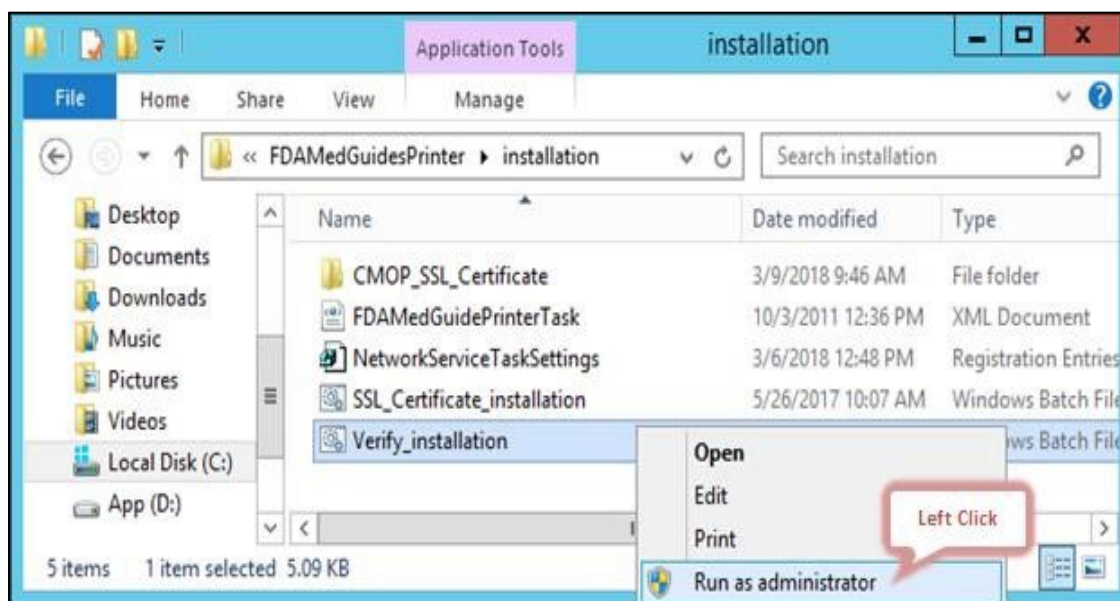 Application Tools
installation
File Home Share View Manage
« FDAMedGuidesPrinter installation
Search installation
Desktop
Documents
Downloads
Music
Pictures
Videos
Local Disk (C:)
App (D:)
Name Date modified Type
CMOP_SSL_Certificate 3/9/2018 9:46 AM File folder
FDAMedGuidePrinterTask 10/3/2011 12:36 PM XML Document
NetworkServiceTaskSettings 3/6/2018 12:48 PM Registration Entries
SSL_Certificate_installation 5/26/2017 10:07 AM Windows Batch File
Verify_installation ows Batch File
Open
Edit
Print
Run as administrator
Left Click
5 items 1 item selected 5.09 KB